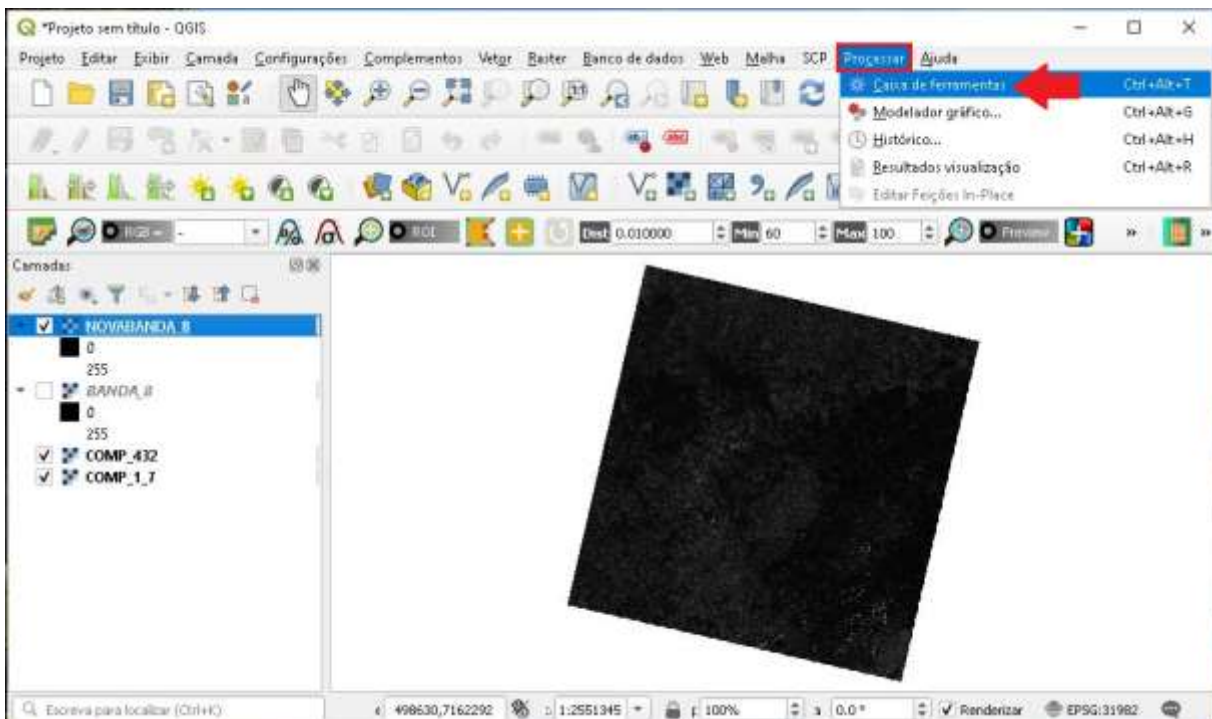 *Projeto sem título - QGIS
Projeto Editar Exibir Camada Configurações Complementos Vetor Raster Banco de dados Web Malha SCP Processar Ajuda
Caixa de ferramentas Ctrl+Alt+T
Modelador gráfico... Ctrl+Alt+G
Histórico... Ctrl+Alt+H
Resultados visualização Ctrl+Alt+R
Editar Feições In-Place
RGB = - ROI Dist 0.010000 Min 60 Max 100 Preview » »
Camadas
NOVABANDA_8
0
255
BANDA_8
0
255
COMP_432
COMP_1_7
Escreva para localizar (Ctrl+K) 498630,7162292 1:2551345 100% 0.0 ° Renderizar EPSG:31982